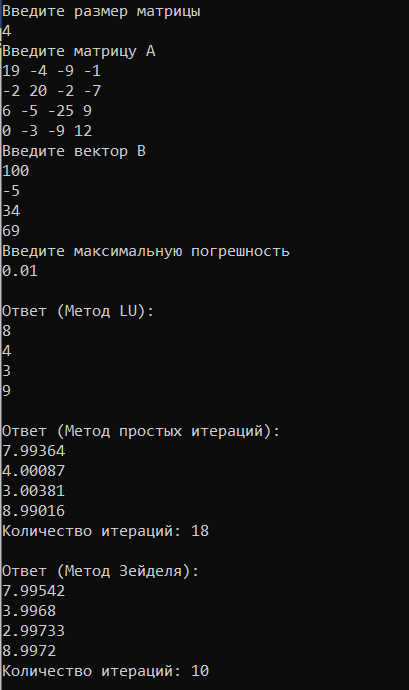 Введите размер матрицы
4
Введите матрицу A
19 -4 -9 -1
-2 20 -2 -7
6 -5 -25 9
0 -3 -9 12
Введите вектор B
100
-5
34
69
Введите максимальную погрешность
0.01
Ответ (Метод LU):
8
4
3
9
Ответ (Метод простых итераций):
7.99364
4.00087
3.00381
8.99016
Количество итераций: 18
Ответ (Метод Зейделя):
7.99542
3.9968
2.99733
8.9972
Количество итераций: 10